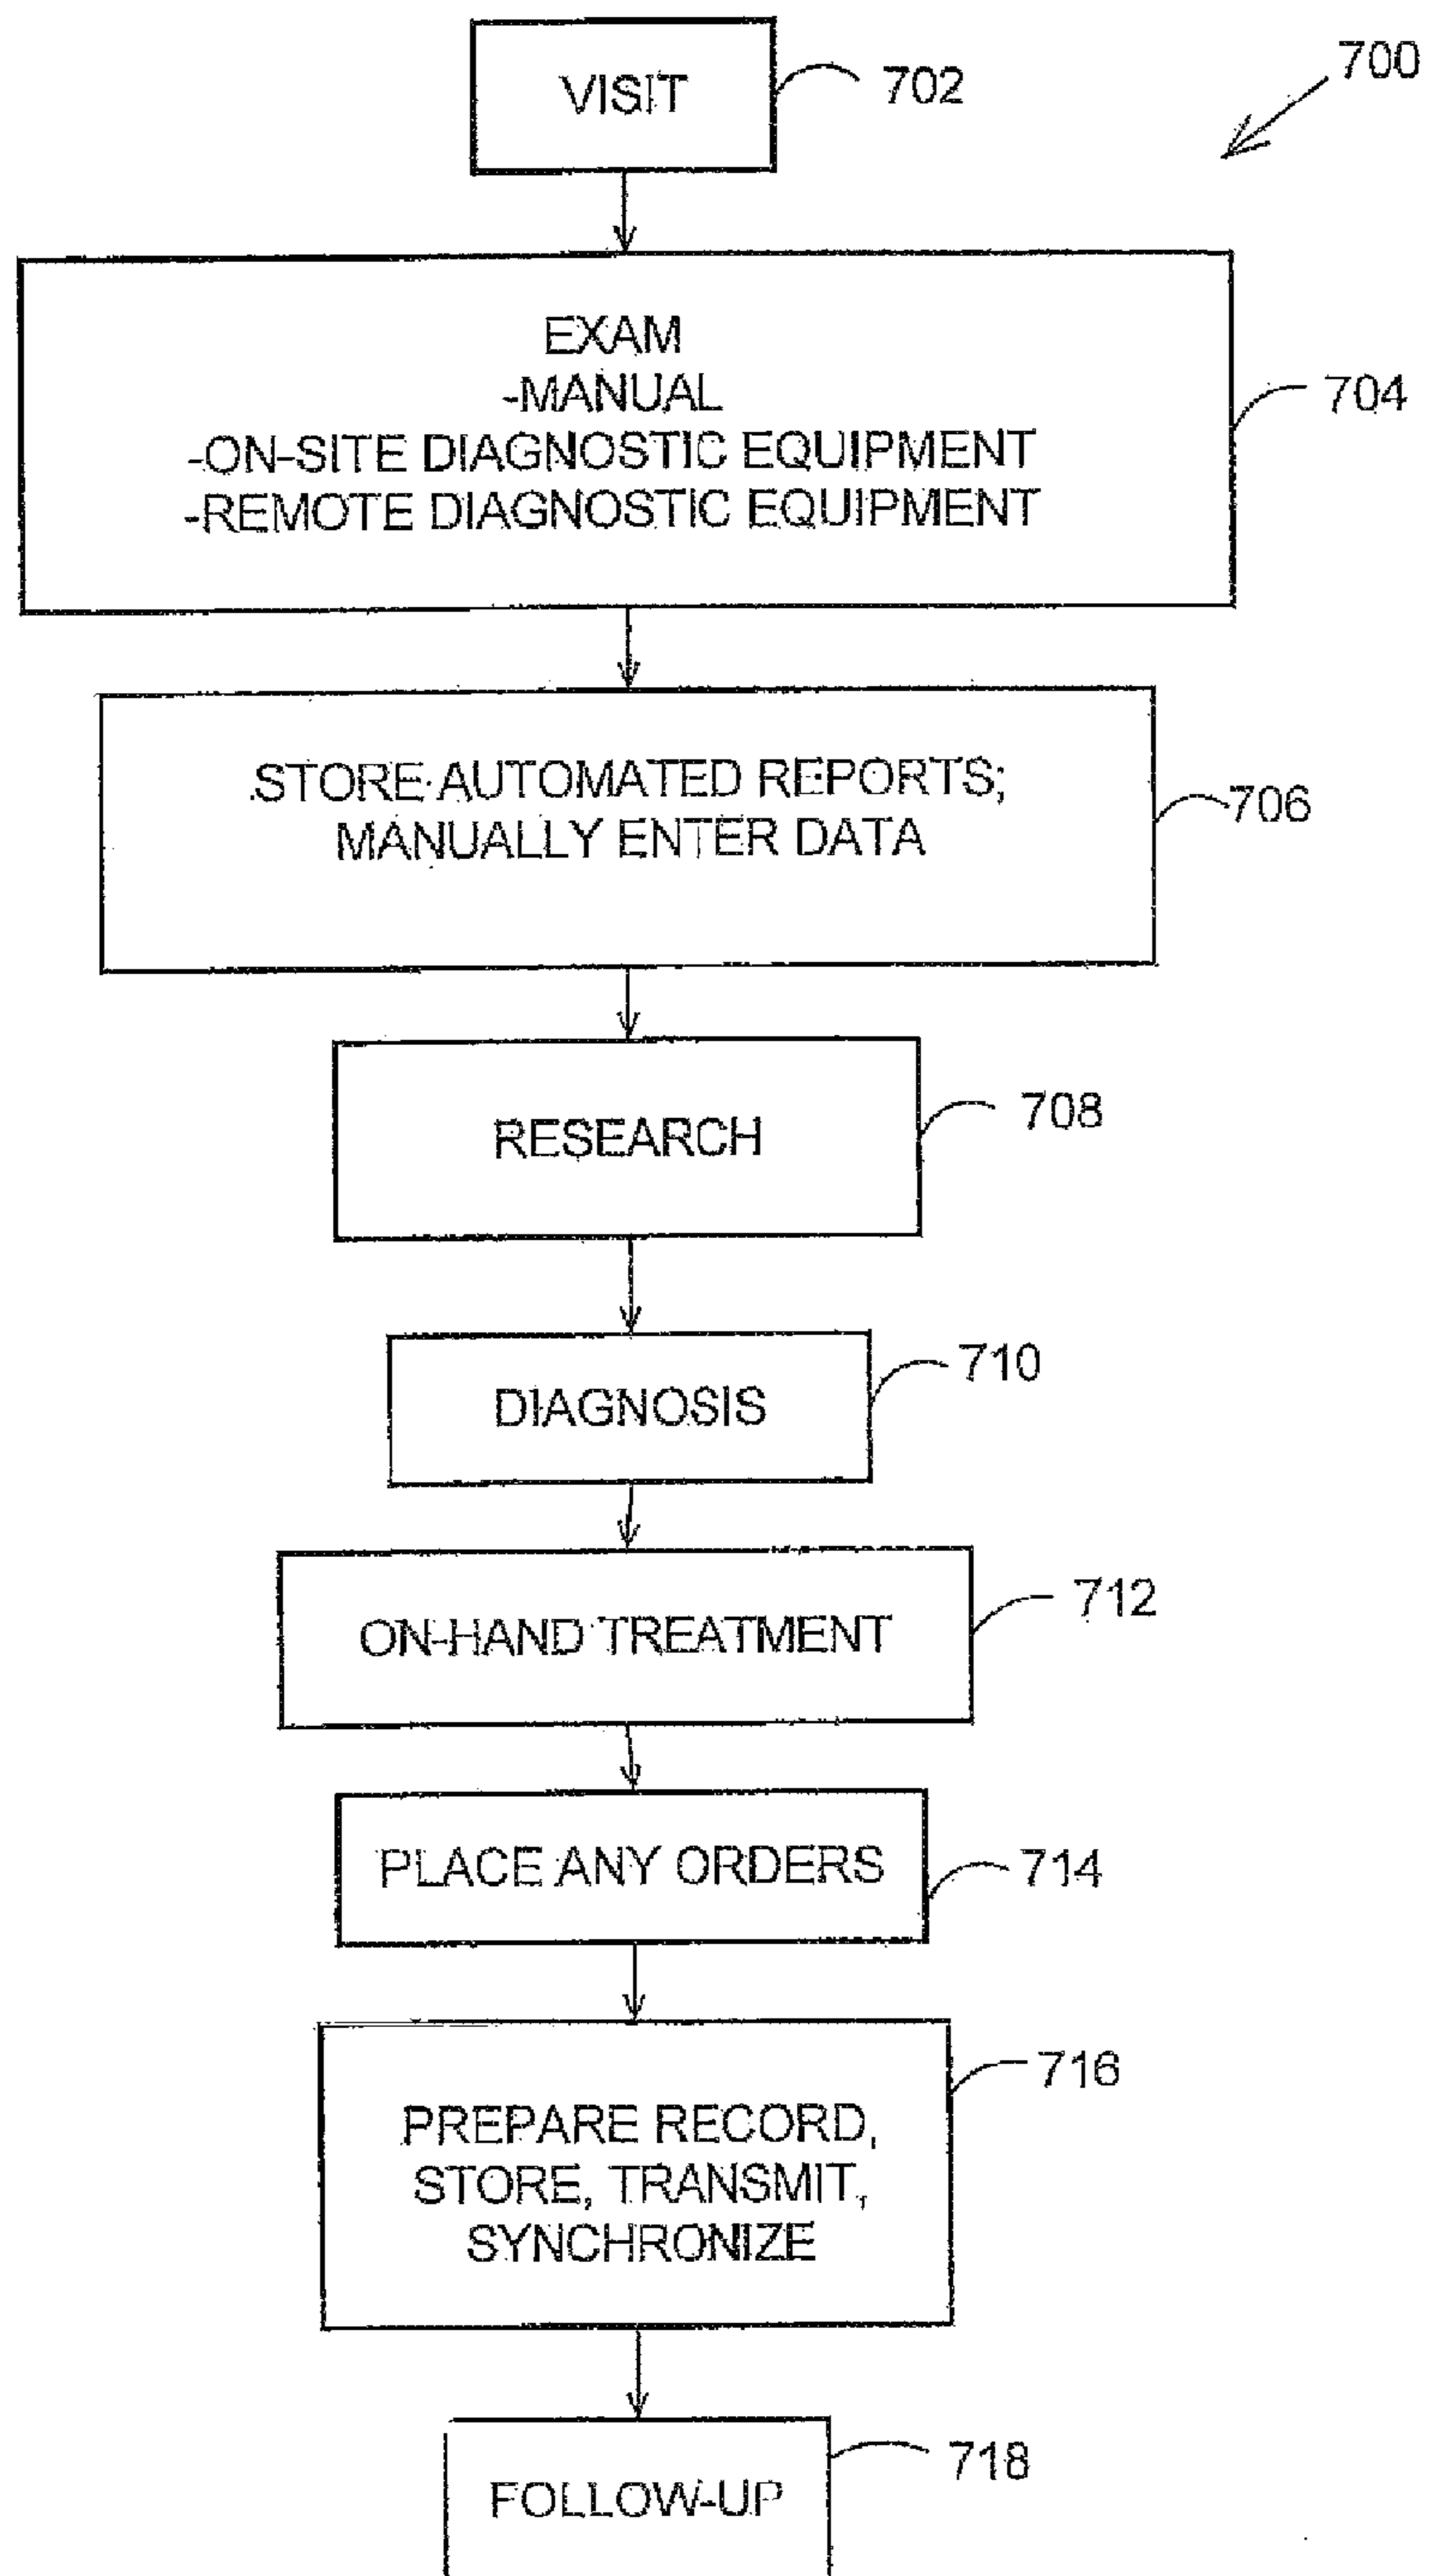 VISIT
702
700
EXAM
-MANUAL
-ON-SITE DIAGNOSTIC EQUIPMENT
-REMOTE DIAGNOSTIC EQUIPMENT
704
STORE AUTOMATED REPORTS;
MANUALLY ENTER DATA
706
RESEARCH
708
DIAGNOSIS
710
ON-HAND TREATMENT
712
PLACE ANY ORDERS
714
PREPARE RECORD,
STORE, TRANSMIT,
SYNCHRONIZE
716
FOLLOW-UP
718